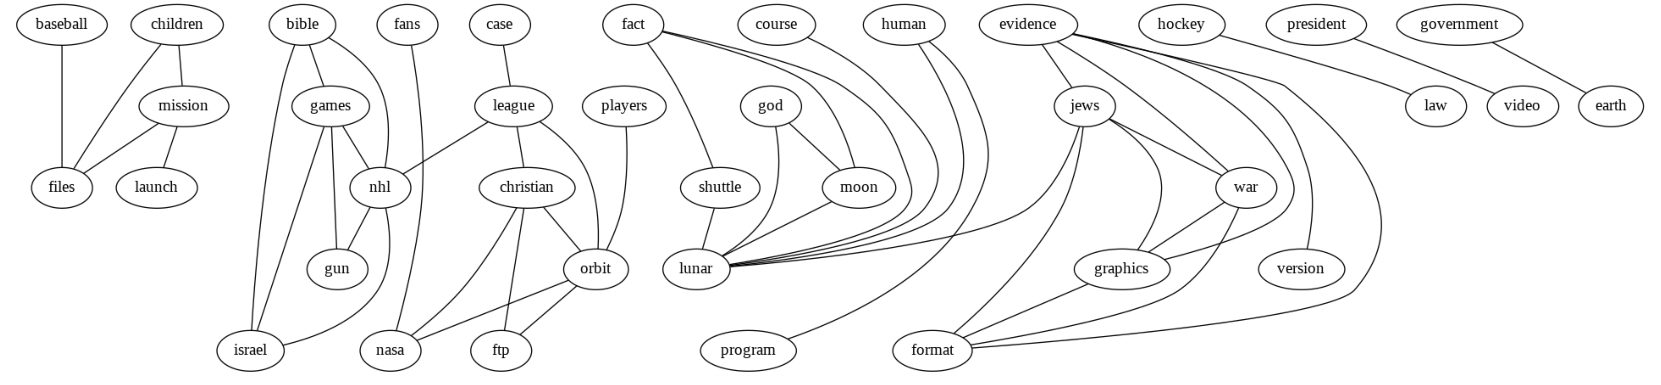 baseball children bible fans case fact course human evidence hockey president government
mission games league players god jews law video earth
files launch nhl christian shuttle moon war
gun orbit lunar graphics version
israel nasa ftp program format